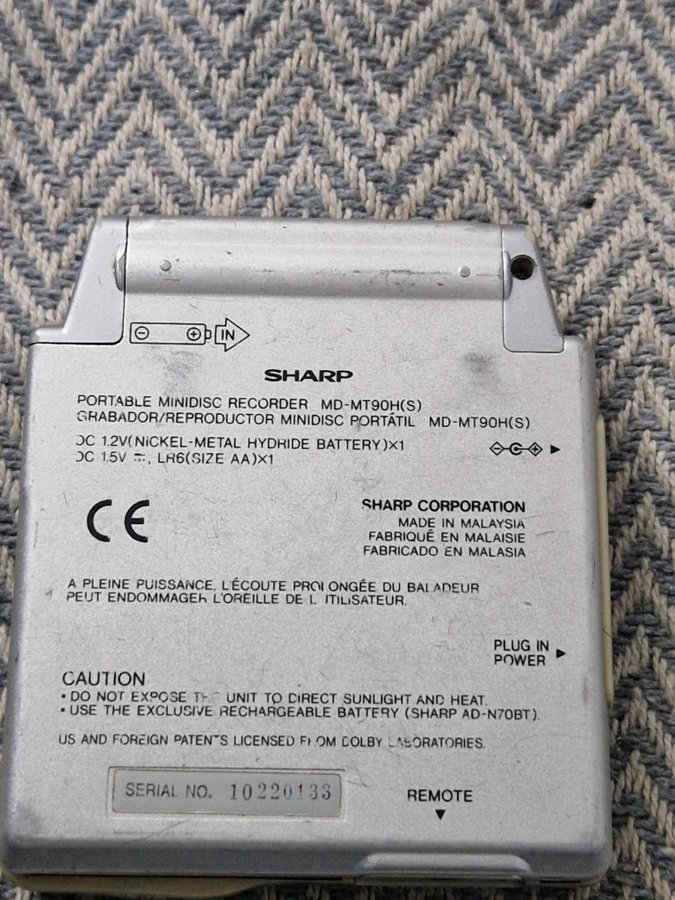 IN
SHARP
PORTABLE MINIDISC RECORDER MD-MT90H(S)
GRABADOR/REPRODUCTOR MINIDISC PORTÁTIL MD-MT90H(S)
DC 1.2V(NICKEL-METAL HYDRIDE BATTERY)X1
DC 1.5V ⎓, LR6(SIZE AA)X1
CE
SHARP CORPORATION
MADE IN MALAYSIA
FABRIQUÉ EN MALAISIE
FABRICADO EN MALASIA
A PLEINE PUISSANCE, L'ÉCOUTE PROLONGÉE DU BALADEUR
PEUT ENDOMMAGER L'OREILLE DE L'UTILISATEUR.
PLUG IN
POWER
CAUTION
• DO NOT EXPOSE THE UNIT TO DIRECT SUNLIGHT AND HEAT.
• USE THE EXCLUSIVE RECHARGEABLE BATTERY (SHARP AD-N70BT).
US AND FOREIGN PATENTS LICENSED FROM DOLBY LABORATORIES.
SERIAL NO. 10220133
REMOTE